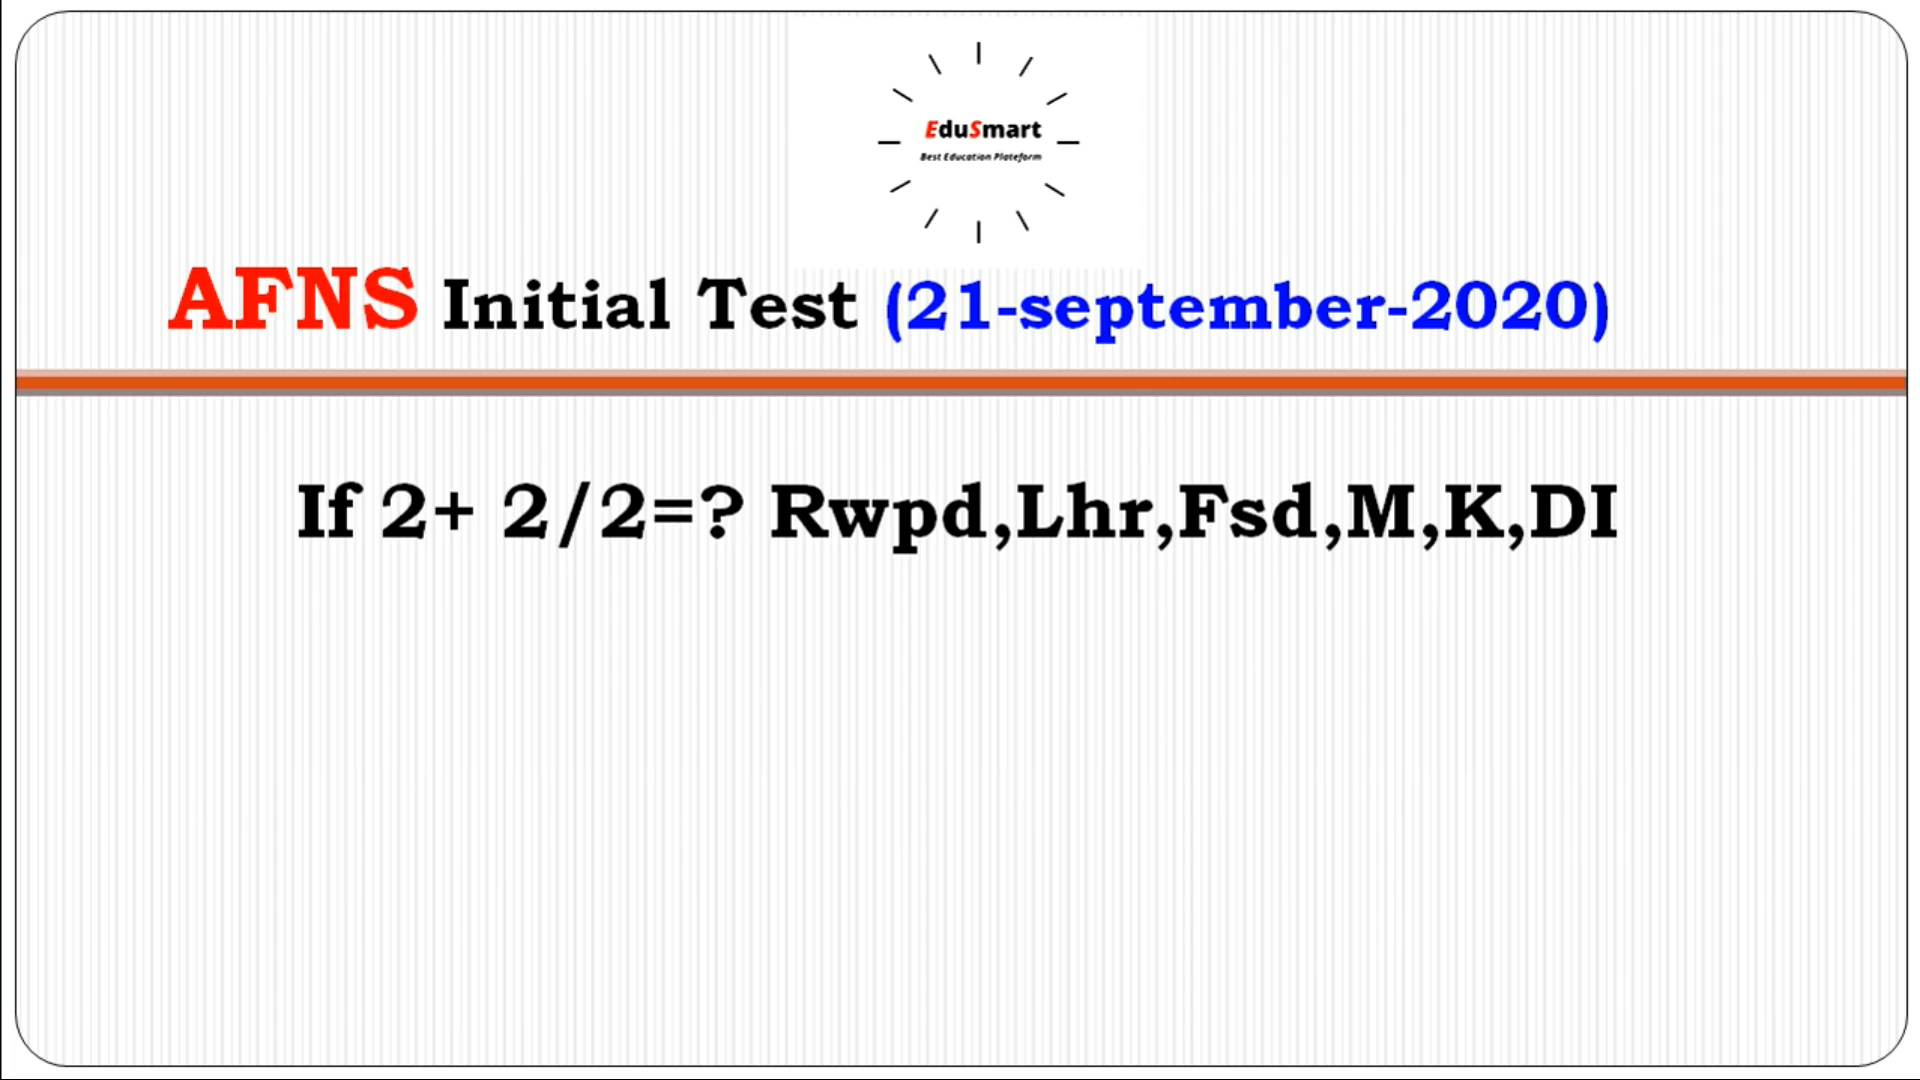 EduSmart
Best Education Plateform
AFNS Initial Test (21-september-2020)
If 2+ 2/2=? Rwpd,Lhr,Fsd,M,K,DI